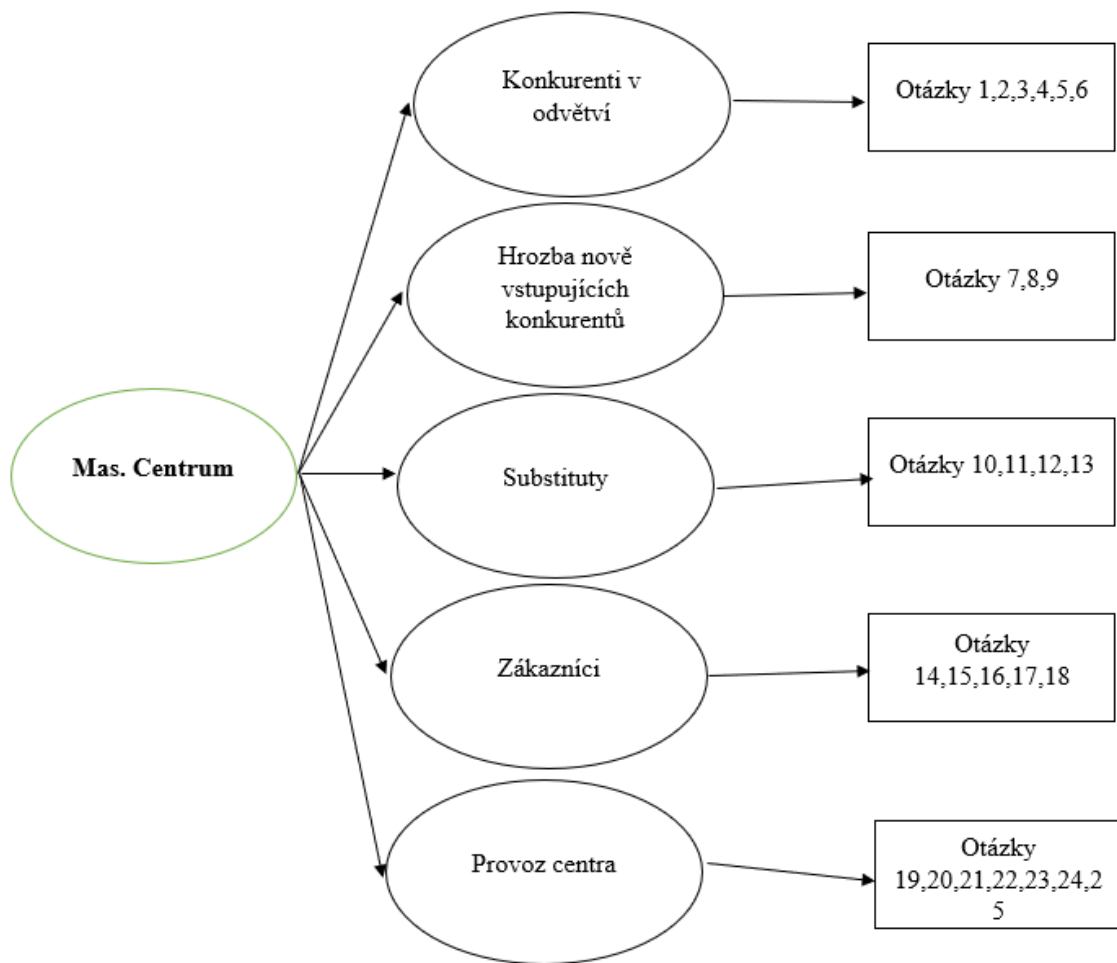 Konkurenti v
odvětví
Otázky 1,2,3,4,5,6
Hrozba nově
vstupujících
konkurentů
Otázky 7,8,9
Mas. Centrum
Substituty
Otázky 10,11,12,13
Zákazníci
Otázky
14,15,16,17,18
Provoz centra
Otázky
19,20,21,22,23,24,2
5